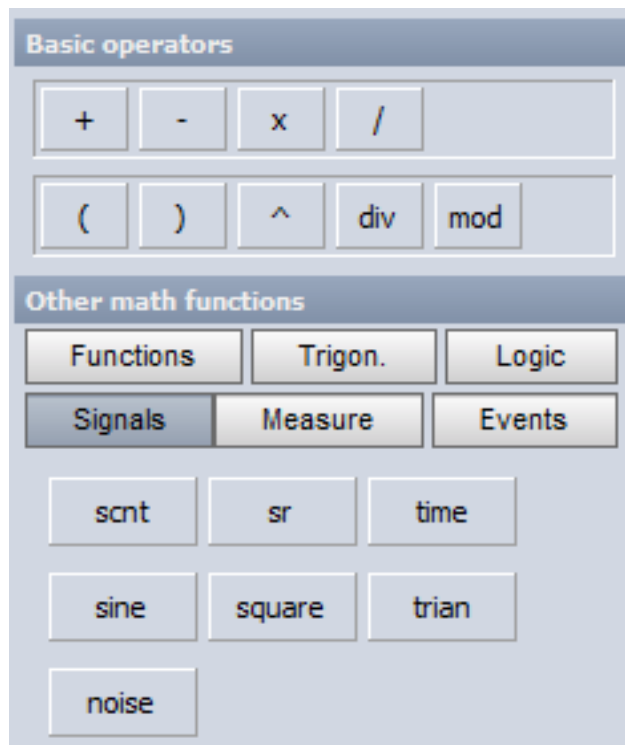 Basic operators
+ - x /
( ) ^ div mod
Other math functions
Functions Trigon. Logic
Signals Measure Events
scnt sr time
sine square trian
noise